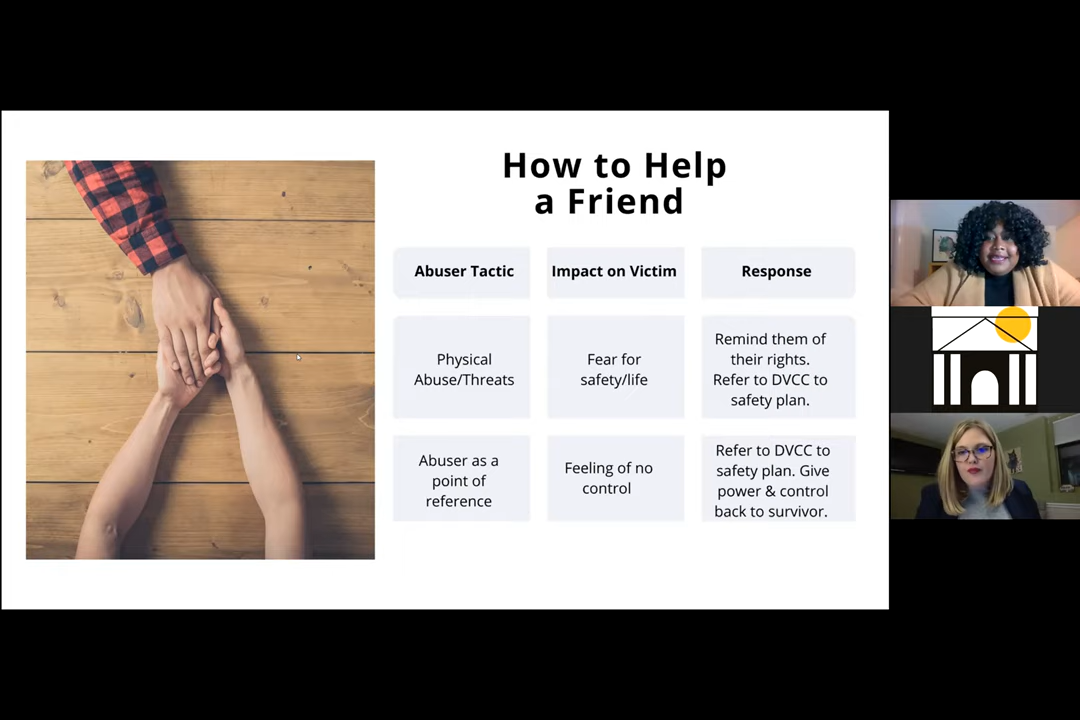 How to Help
a Friend
Abuser Tactic
Impact on Victim
Response
Physical
Abuse/Threats
Fear for
safety/life
Remind them of
their rights.
Refer to DVCC to
safety plan.
Abuser as a
point of
reference
Feeling of no
control
Refer to DVCC to
safety plan. Give
power & control
back to survivor.